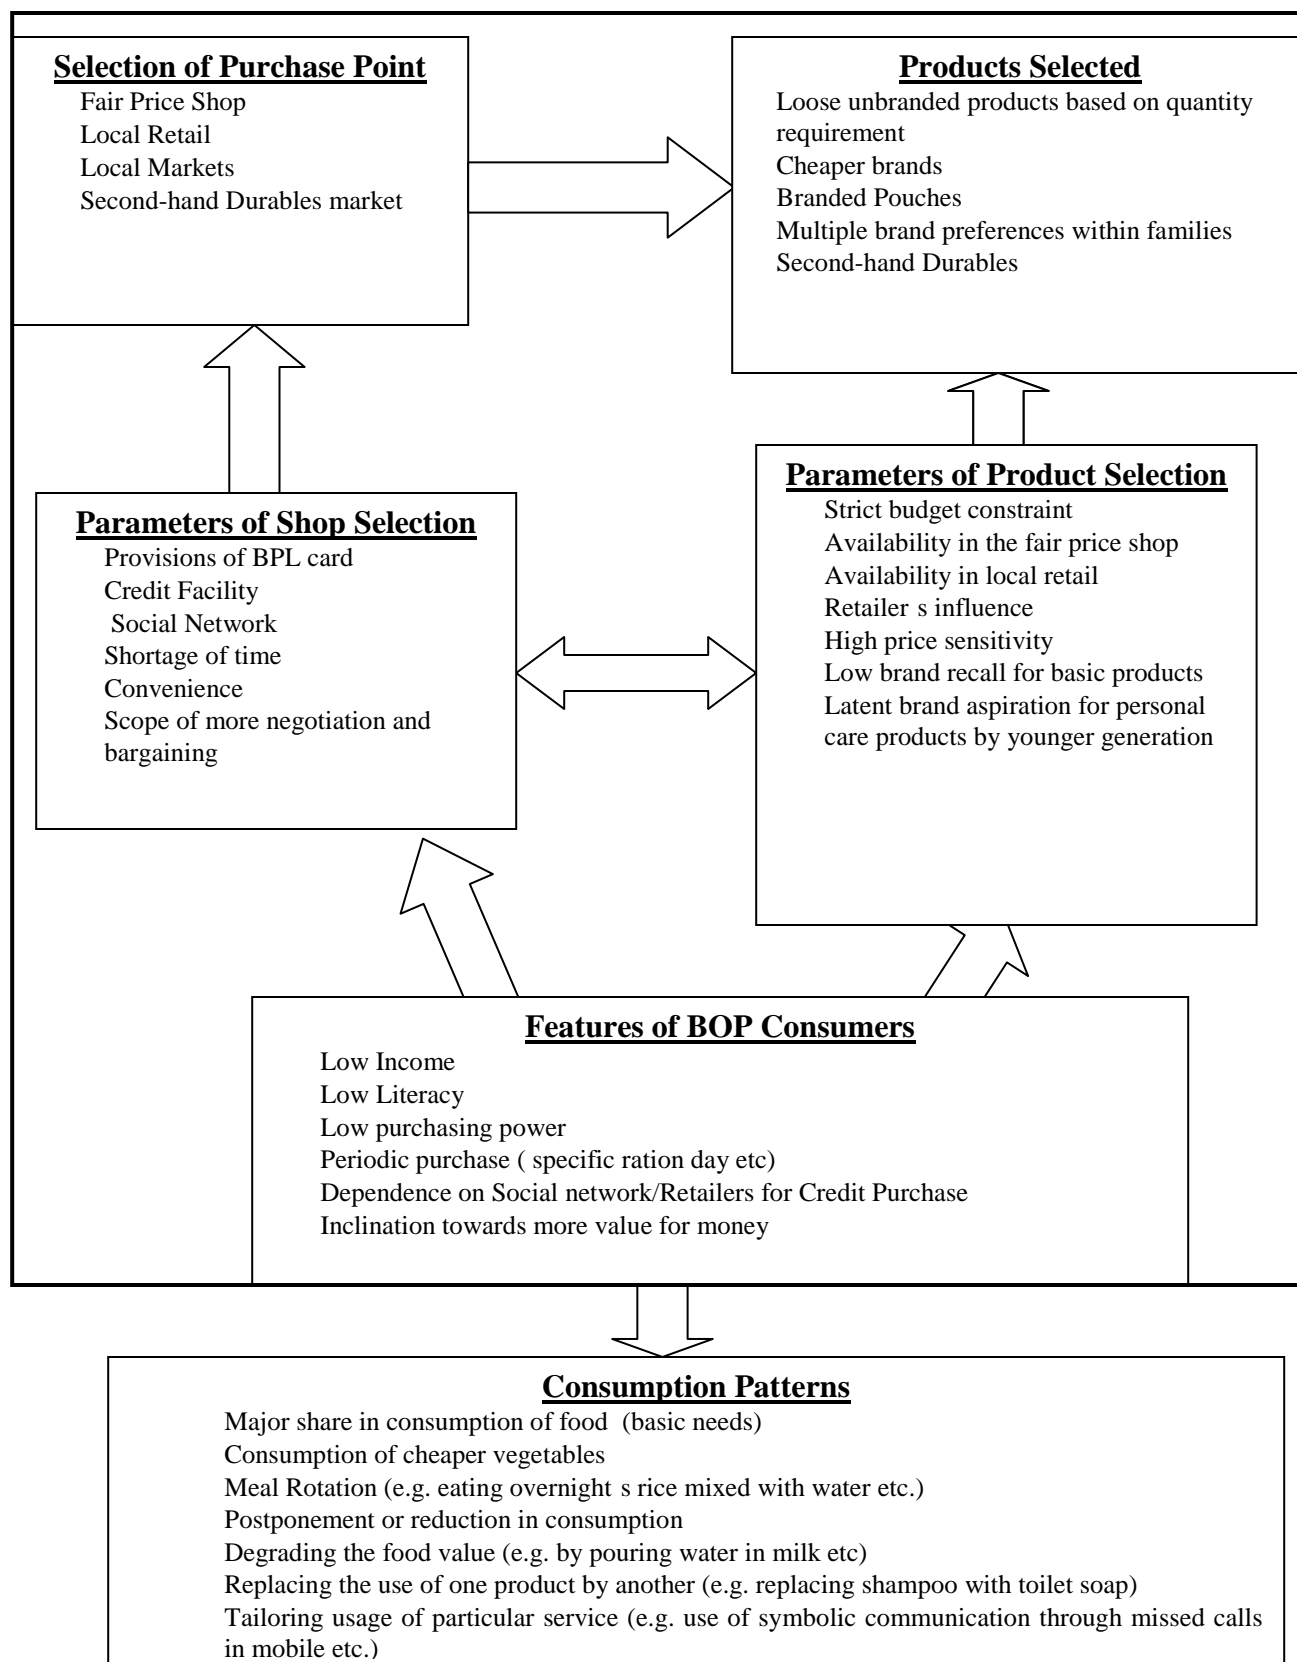 Selection of Purchase Point
Fair Price Shop
Local Retail
Local Markets
Second-hand Durables market
Products Selected
Loose unbranded products based on quantity
requirement
Cheaper brands
Branded Pouches
Multiple brand preferences within families
Second-hand Durables
Parameters of Shop Selection
Provisions of BPL card
Credit Facility
Social Network
Shortage of time
Convenience
Scope of more negotiation and
bargaining
Parameters of Product Selection
Strict budget constraint
Availability in the fair price shop
Availability in local retail
Retailer s influence
High price sensitivity
Low brand recall for basic products
Latent brand aspiration for personal
care products by younger generation
Features of BOP Consumers
Low Income
Low Literacy
Low purchasing power
Periodic purchase ( specific ration day etc)
Dependence on Social network/Retailers for Credit Purchase
Inclination towards more value for money
Consumption Patterns
Major share in consumption of food (basic needs)
Consumption of cheaper vegetables
Meal Rotation (e.g. eating overnight s rice mixed with water etc.)
Postponement or reduction in consumption
Degrading the food value (e.g. by pouring water in milk etc)
Replacing the use of one product by another (e.g. replacing shampoo with toilet soap)
Tailoring usage of particular service (e.g. use of symbolic communication through missed calls
in mobile etc.)